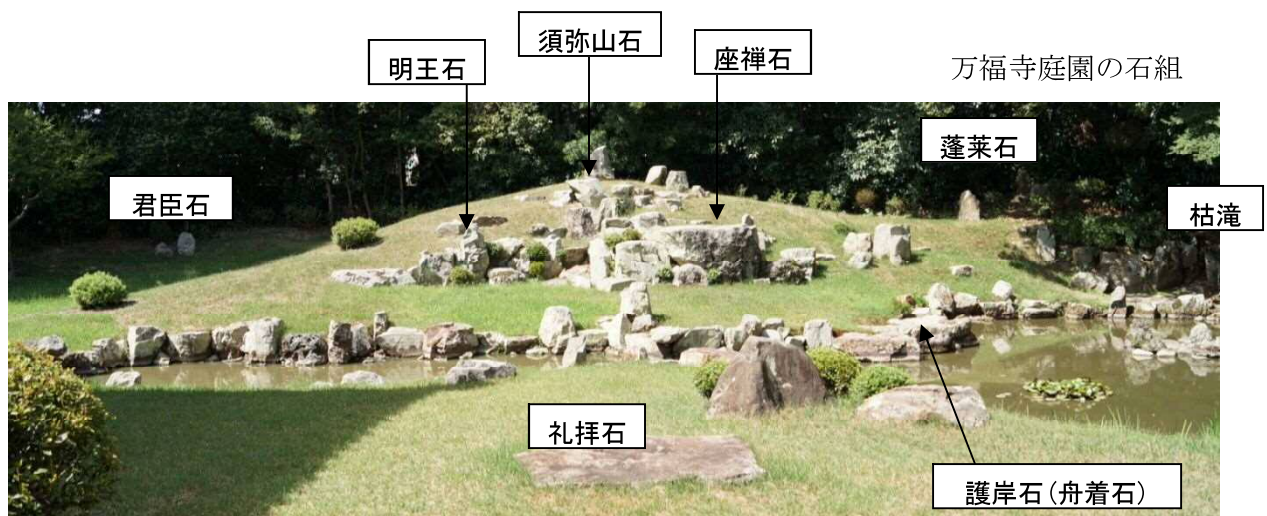 須弥山石
明王石
座禅石
万福寺庭園の石組
蓬莱石
君臣石
枯滝
礼拝石
護岸石(舟着石)